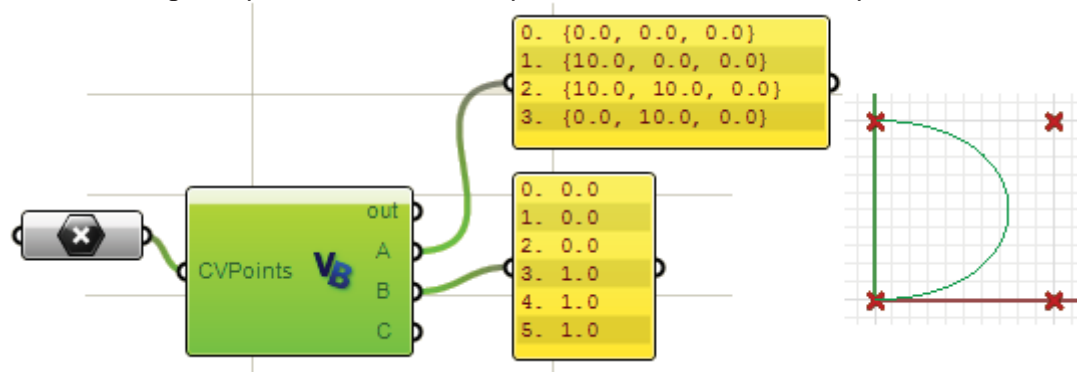 0. {0.0, 0.0, 0.0}
1. {10.0, 0.0, 0.0}
2. {10.0, 10.0, 0.0}
3. {0.0, 10.0, 0.0}
out
A
CVPoints
VB
B
C
0. 0.0
1. 0.0
2. 0.0
3. 1.0
4. 1.0
5. 1.0